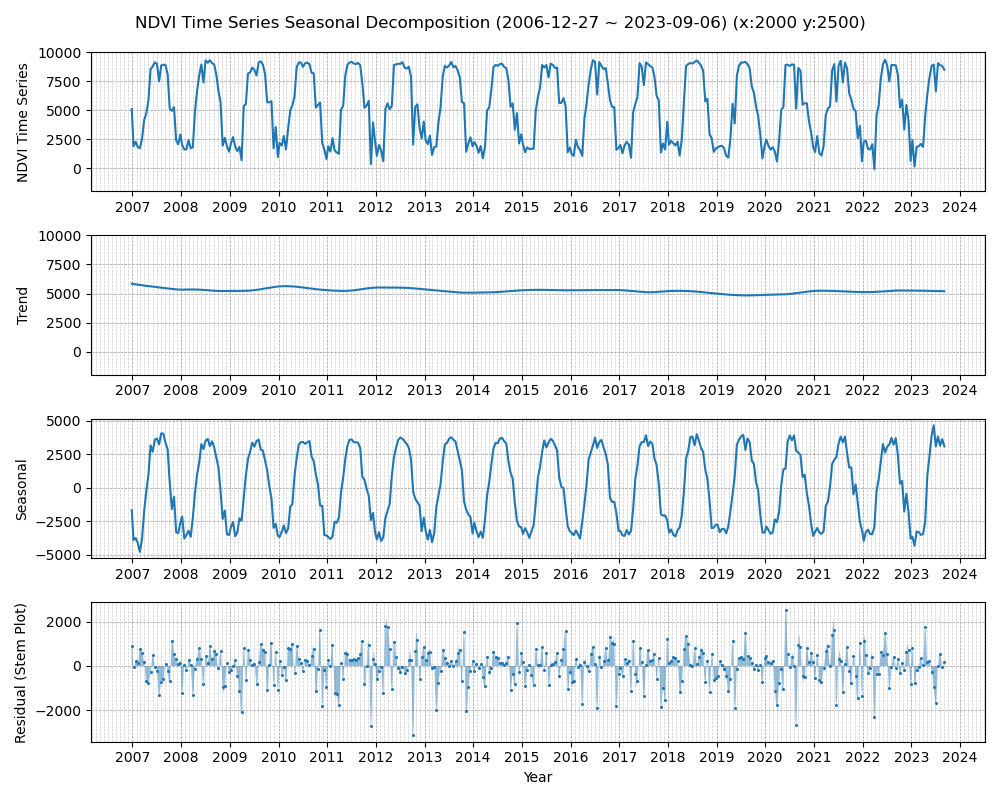 NDVI Time Series Seasonal Decomposition (2006-12-27 ~ 2023-09-06) (x:2000 y:2500)
NDVI Time Series
10000
7500
5000
2500
0
2007 2008 2009 2010 2011 2012 2013 2014 2015 2016 2017 2018 2019 2020 2021 2022 2023 2024
Trend
10000
7500
5000
2500
0
2007 2008 2009 2010 2011 2012 2013 2014 2015 2016 2017 2018 2019 2020 2021 2022 2023 2024
Seasonal
5000
2500
0
−2500
−5000
2007 2008 2009 2010 2011 2012 2013 2014 2015 2016 2017 2018 2019 2020 2021 2022 2023 2024
Residual (Stem Plot)
2000
0
−2000
2007 2008 2009 2010 2011 2012 2013 2014 2015 2016 2017 2018 2019 2020 2021 2022 2023 2024
Year